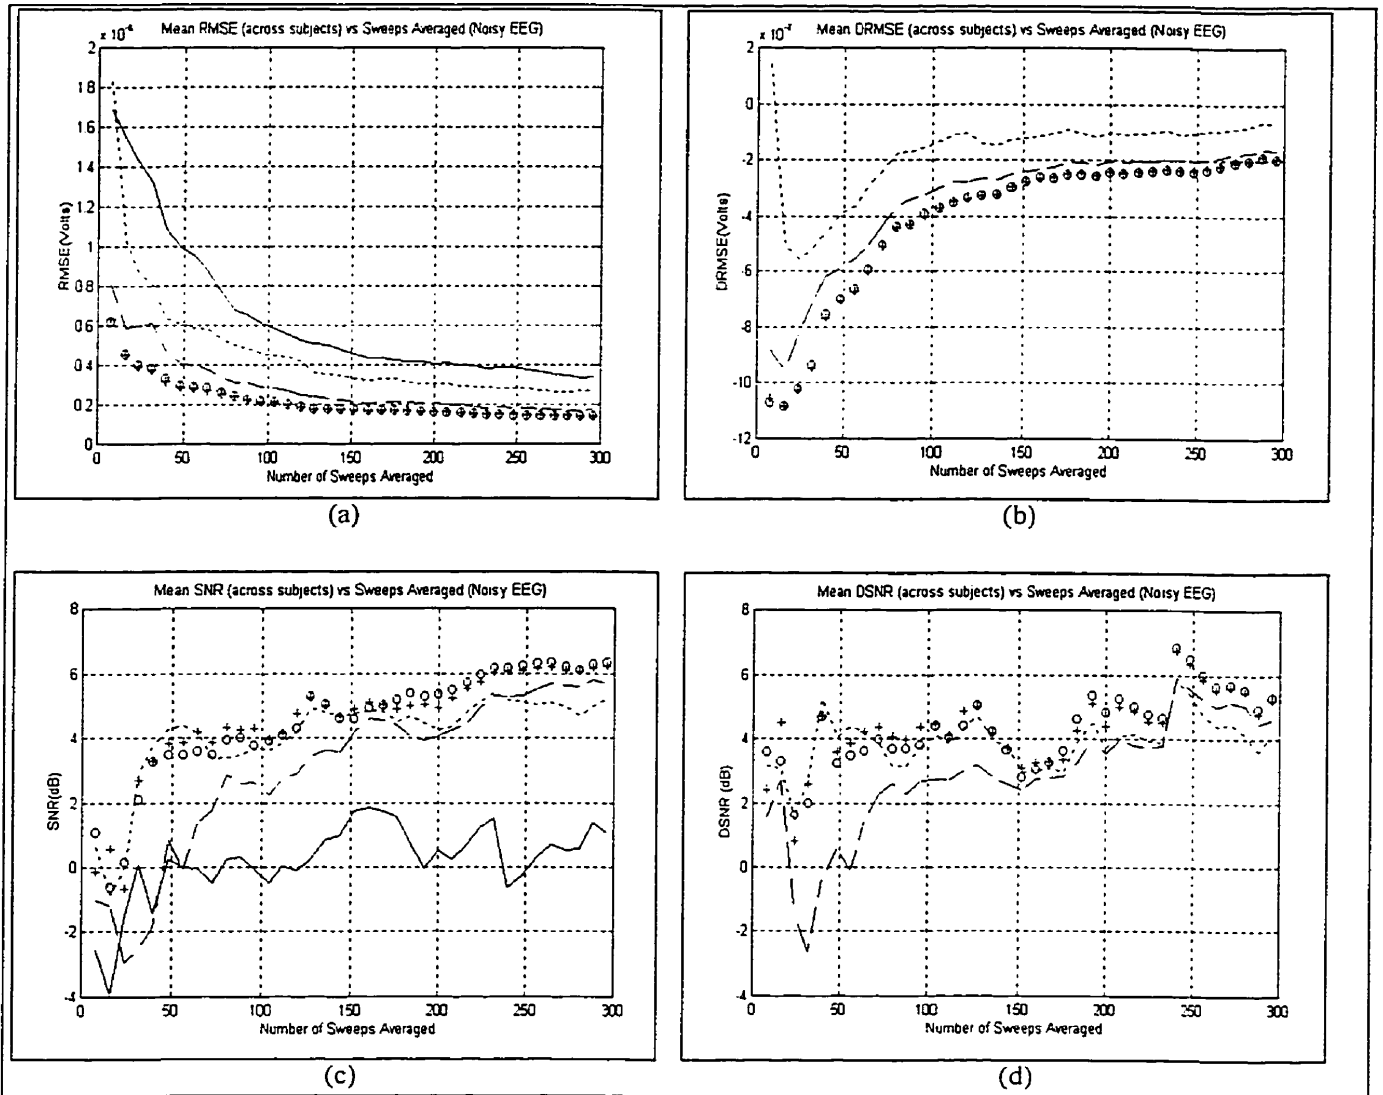 Mean RMSE (across subjects) vs Sweeps Averaged (Noisy EEG)
x 10
2
1.8
1.6
1.4
1.2
1
0.8
0.6
0.4
0.2
0
RMSE(Volts)
0 50 100 150 200 250 300
Number of Sweeps Averaged
(a)
Mean DRMSE (across subjects) vs Sweeps Averaged (Noisy EEG)
x 10
2
0
-2
-4
-6
-8
-10
-12
DRMSE(Volts)
0 50 100 150 200 250 300
Number of Sweeps Averaged
(b)
Mean SNR (across subjects) vs Sweeps Averaged (Noisy EEG)
8
6
4
2
0
-2
-4
SNR(dB)
0 50 100 150 200 250 300
Number of Sweeps Averaged
(c)
Mean DSNR (across subjects) vs Sweeps Averaged (Noisy EEG)
8
6
4
2
0
-2
-4
DSNR (dB)
0 50 100 150 200 250 300
Number of Sweeps Averaged
(d)